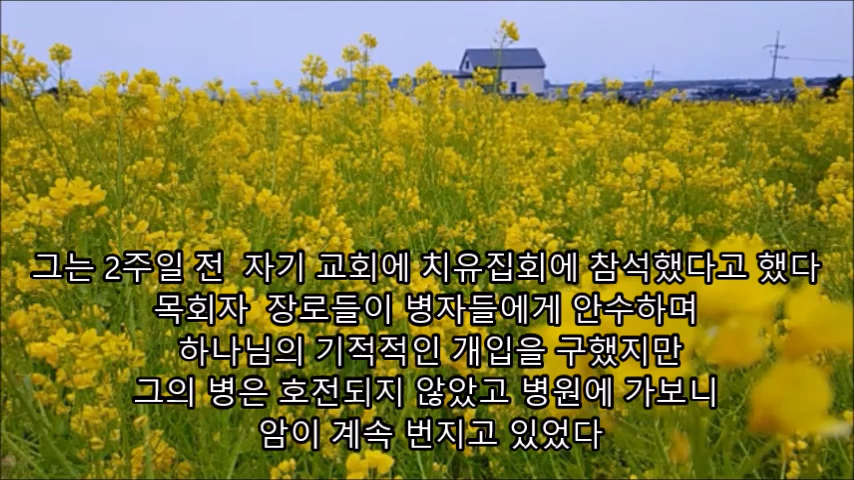 그는 2주일 전 자기 교회에 치유집회에 참석했다고 했다
목회자 장로들이 병자들에게 안수하며
하나님의 기적적인 개입을 구했지만
그의 병은 호전되지 않았고 병원에 가보니
암이 계속 번지고 있었다